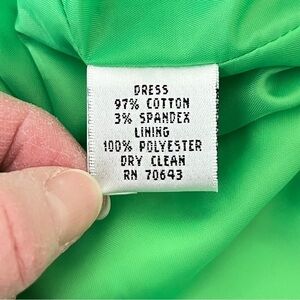 DRESS
97% COTTON
3% SPANDEX
LINING
100% POLYESTER
DRY CLEAN
RN 70643